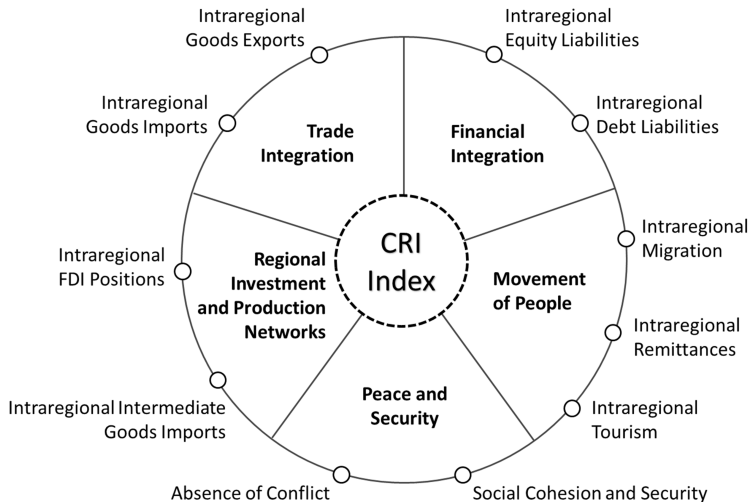 Intraregional
Goods Exports
Intraregional
Equity Liabilities
Intraregional
Goods Imports
Intraregional
Debt Liabilities
Trade
Integration
Financial
Integration
Intraregional
Migration
CRI
Index
Intraregional
FDI Positions
Regional
Investment
and Production
Networks
Movement
of People
Intraregional
Remittances
Peace and
Security
Intraregional Intermediate
Goods Imports
Intraregional
Tourism
Absence of Conflict
Social Cohesion and Security